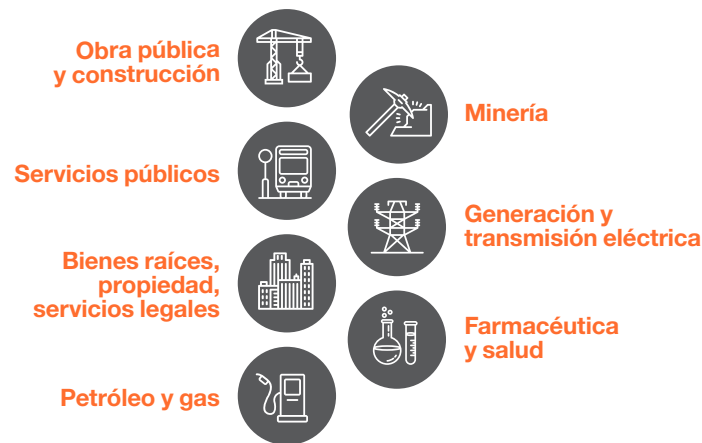 Obra pública
y construcción
Minería
Servicios públicos
Generación y
transmisión eléctrica
Bienes raíces,
propiedad,
servicios legales
Farmacéutica
y salud
Petróleo y gas